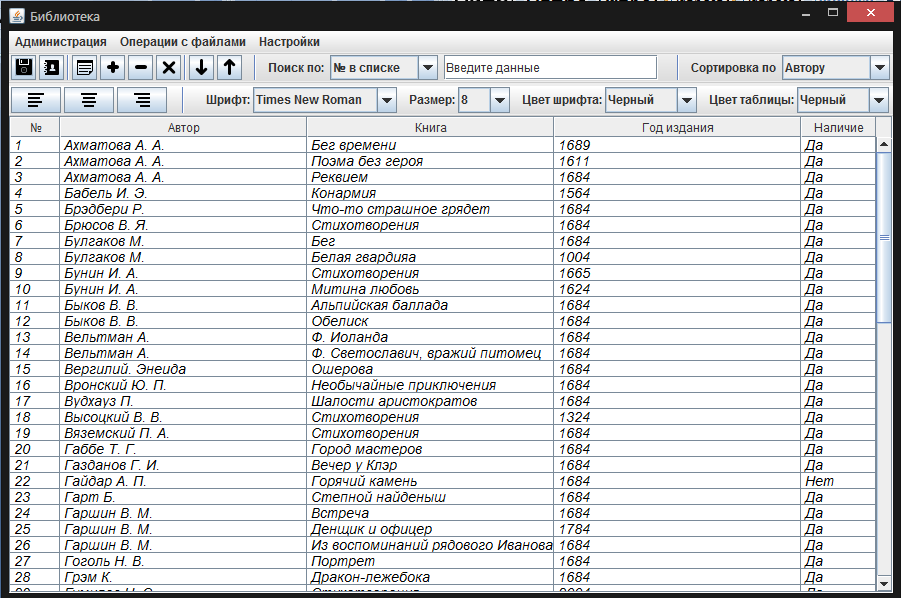 Библиотека
Администрация Операции с файлами Настройки
Поиск по: № в списке Введите данные Сортировка по Автору
Шрифт: Times New Roman Размер: 8 Цвет шрифта: Черный Цвет таблицы: Черный
№ Автор Книга Год издания Наличие
1 Ахматова А. А. Бег времени 1689 Да
2 Ахматова А. А. Поэма без героя 1611 Да
3 Ахматова А. А. Реквием 1684 Да
4 Бабель И. Э. Конармия 1564 Да
5 Брэдбери Р. Что-то страшное грядет 1684 Да
6 Брюсов В. Я. Стихотворения 1684 Да
7 Булгаков М. Бег 1684 Да
8 Булгаков М. Белая гвардияа 1004 Да
9 Бунин И. А. Стихотворения 1665 Да
10 Бунин И. А. Митина любовь 1624 Да
11 Быков В. В. Альпийская баллада 1684 Да
12 Быков В. В. Обелиск 1684 Да
13 Вельтман А. Ф. Иоланда 1684 Да
14 Вельтман А. Ф. Светославич, вражий питомец 1684 Да
15 Вергилий. Энеида Ошерова 1684 Да
16 Вронский Ю. П. Необычайные приключения 1684 Да
17 Вудхауз П. Шалости аристократов 1684 Да
18 Высоцкий В. В. Стихотворения 1324 Да
19 Вяземский П. А. Стихотворения 1684 Да
20 Габбе Т. Г. Город мастеров 1684 Да
21 Газданов Г. И. Вечер у Клэр 1684 Да
22 Гайдар А. П. Горячий камень 1684 Нет
23 Гарт Б. Степной найденыш 1684 Да
24 Гаршин В. М. Встреча 1684 Да
25 Гаршин В. М. Денщик и офицер 1784 Да
26 Гаршин В. М. Из воспоминаний рядового Иванова 1684 Да
27 Гоголь Н. В. Портрет 1684 Да
28 Грэм К. Дракон-лежебока 1684 Да